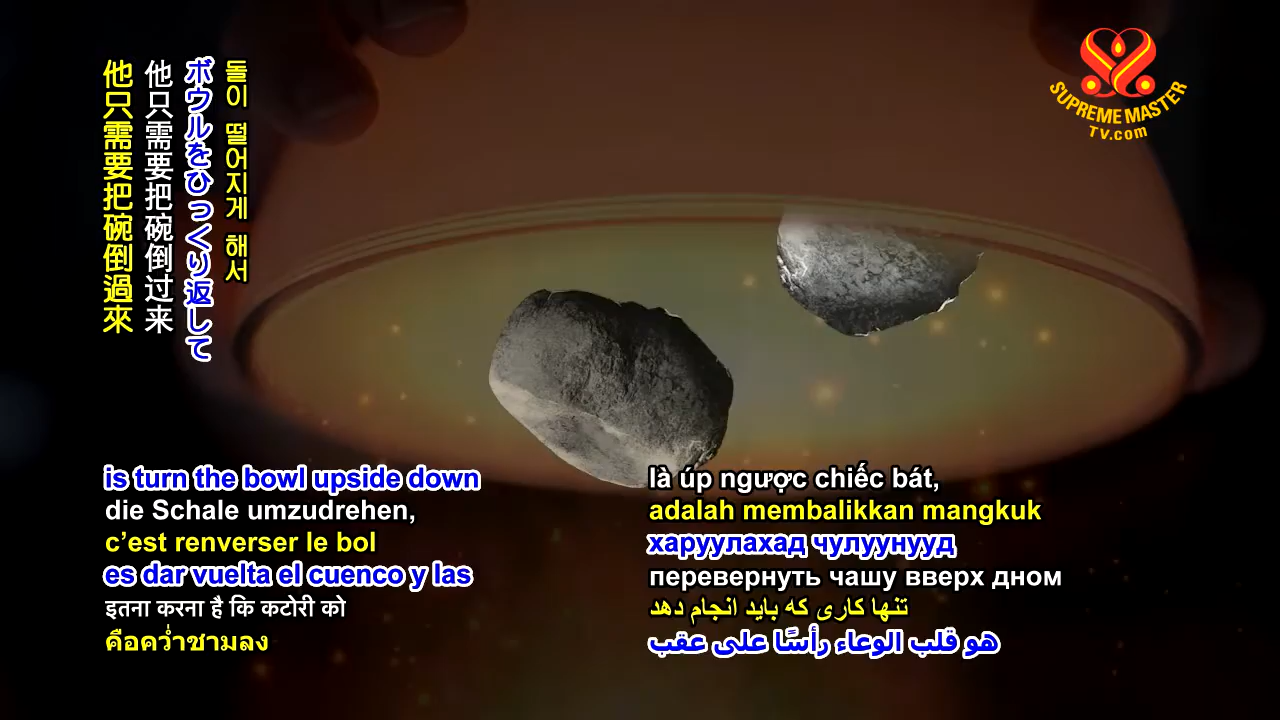 他只需要把碗倒過來
他只需要把碗倒过来
ボウルをひっくり返して
돌이 떨어지게 해서
SUPREME MASTER
TV.com
is turn the bowl upside down
die Schale umzudrehen,
c’est renverser le bol
es dar vuelta el cuenco y las
इतना करना है कि कटोरी को
คือคว่ำชามลง
là úp ngược chiếc bát,
adalah membalikkan mangkuk
харуулахад чулуунууд
перевернуть чашу вверх дном
تنها کاری که باید انجام دهد
هو قلب الوعاء رأسًا على عقب